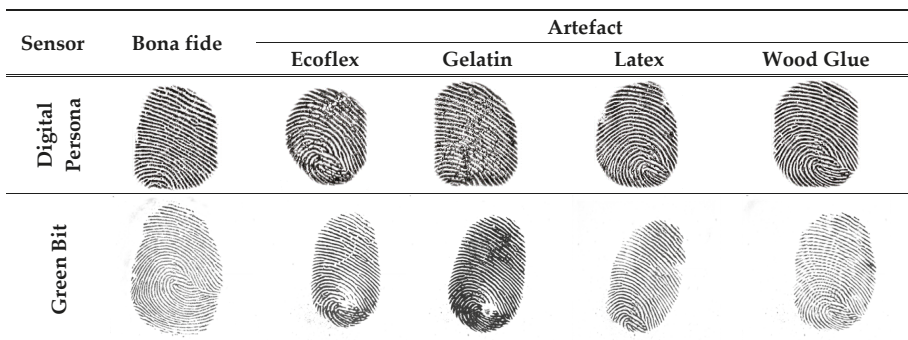 Sensor Bona fide Artefact
Ecoflex Gelatin Latex Wood Glue
Digital
Persona
Green Bit